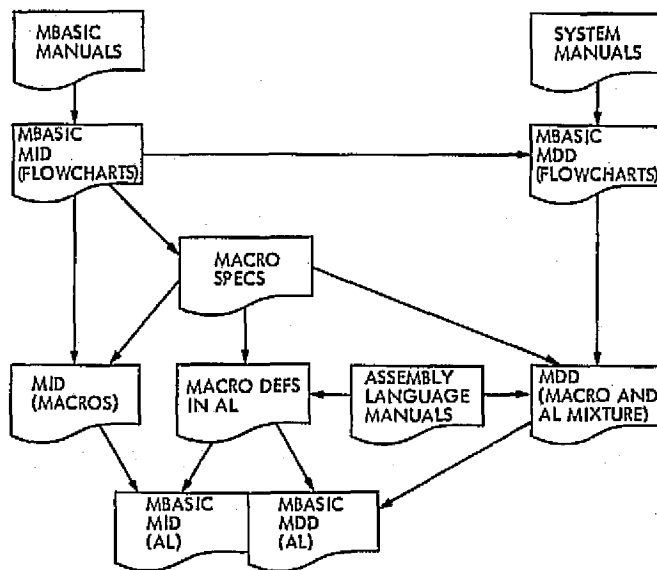 MBASIC
MANUALS
SYSTEM
MANUALS
MBASIC
MID
(FLOWCHARTS)
MBASIC
MDD
(FLOWCHARTS)
MACRO
SPECS
MID
(MACROS)
MACRO DEFS
IN AL
ASSEMBLY
LANGUAGE
MANUALS
MDD
(MACRO AND
AL MIXTURE)
MBASIC
MID
(AL)
MBASIC
MDD
(AL)